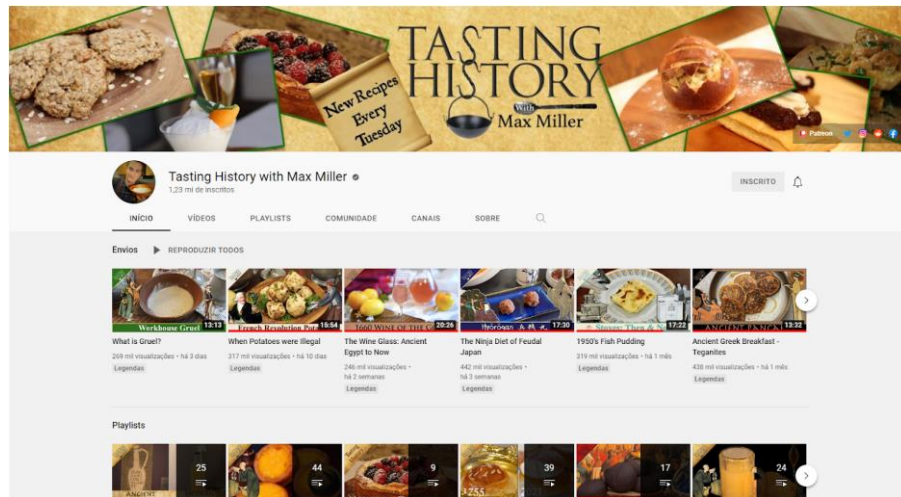 TASTING
HISTORY
With
Max Miller
New Recipes
Every
Tuesday
Patreon
Tasting History with Max Miller
1,23 mi de inscritos
INSCRITO
INÍCIO VÍDEOS PLAYLISTS COMUNIDADE CANAIS SOBRE
Envios REPRODUZIR TODOS
Workhouse Gruel 13:13
French Revolution 15:54
1660 WINE OF THE 20:26
17:30
17:22
ANCIENT 13:32
What is Gruel?
269 mil visualizações • há 3 dias
Legendas
When Potatoes were Illegal
317 mil visualizações • há 10 dias
Legendas
The Wine Glass: Ancient
Egypt to Now
246 mil visualizações •
há 2 semanas
Legendas
The Ninja Diet of Feudal
Japan
442 mil visualizações •
há 3 semanas
Legendas
1950's Fish Pudding
319 mil visualizações • há 1 mês
Legendas
Ancient Greek Breakfast -
Teganites
438 mil visualizações • há 1 mês
Legendas
Playlists
25
44
9
39
17
24
ANCIENT
1755